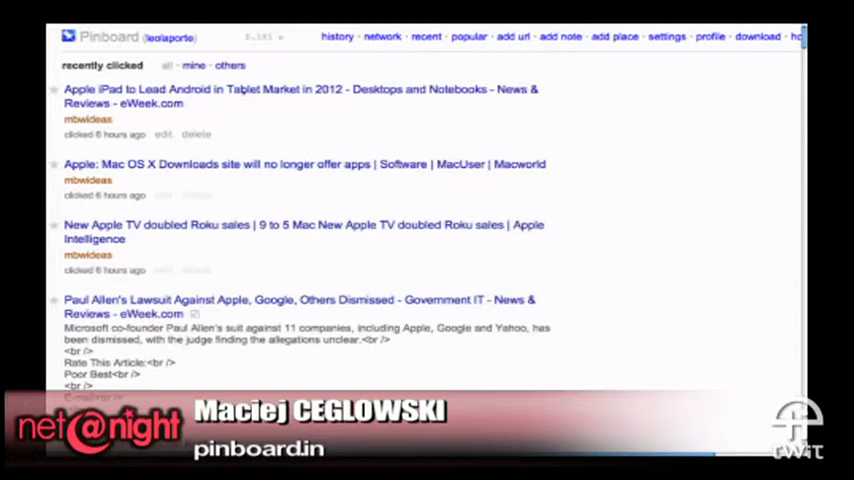 Pinboard (leolaporte)
history · network · recent · popular · add url · add note · add place · settings · profile · download ·
recently clicked all · mine · others
Apple iPad to Lead Android in Tablet Market in 2012 - Desktops and Notebooks - News &
Reviews - eWeek.com
mbwideas
clicked 6 hours ago edit delete
Apple: Mac OS X Downloads site will no longer offer apps | Software | MacUser | Macworld
mbwideas
clicked 6 hours ago
New Apple TV doubled Roku sales | 9 to 5 Mac New Apple TV doubled Roku sales | Apple
Intelligence
mbwideas
clicked 6 hours ago
Paul Allen's Lawsuit Against Apple, Google, Others Dismissed - Government IT - News &
Reviews - eWeek.com
Microsoft co-founder Paul Allen's suit against 11 companies, including Apple, Google and Yahoo, has
been dismissed, with the judge finding the allegations unclear.<br />
<br />
Rate This Article:<br />
Poor Best<br />
<br />
net@night
Maciej CEGLOWSKI
pinboard.in
TWiT